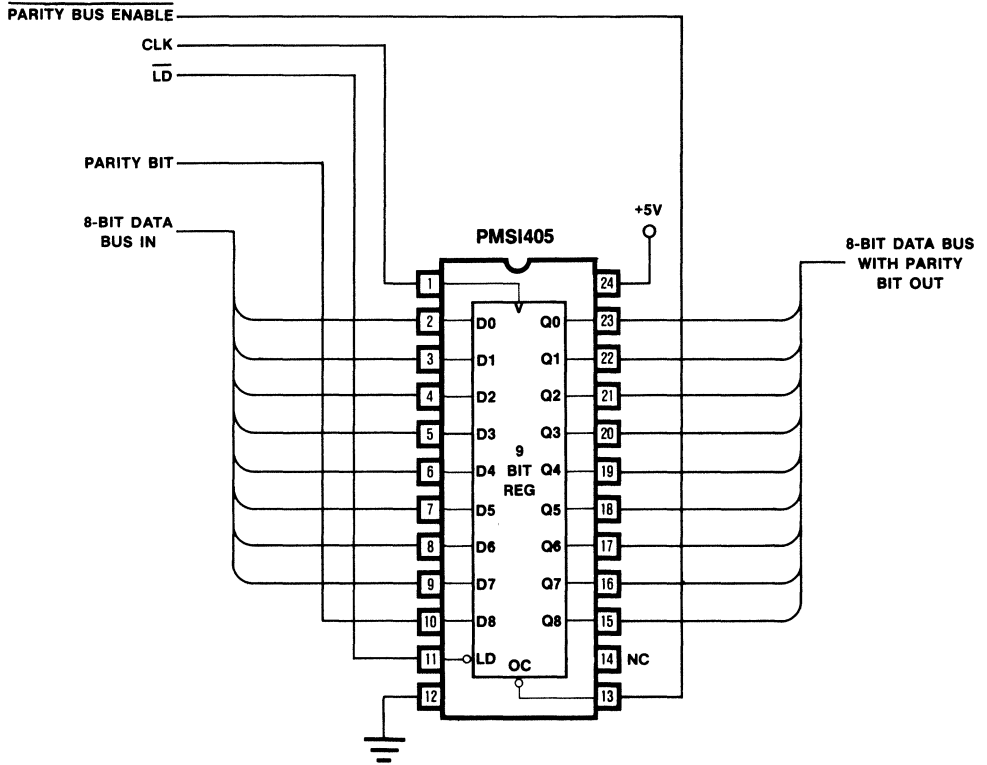 PARITY BUS ENABLE
CLK
LD
PARITY BIT
8-BIT DATA
BUS IN
+5V
PMSI405
8-BIT DATA BUS
WITH PARITY
BIT OUT
1
24
2 D0 Q0 23
3 D1 Q1 22
4 D2 Q2 21
5 D3 Q3 20
9
BIT
REG
6 D4 Q4 19
7 D5 Q5 18
8 D6 Q6 17
9 D7 Q7 16
10 D8 Q8 15
11 LD
OC
14 NC
12
13